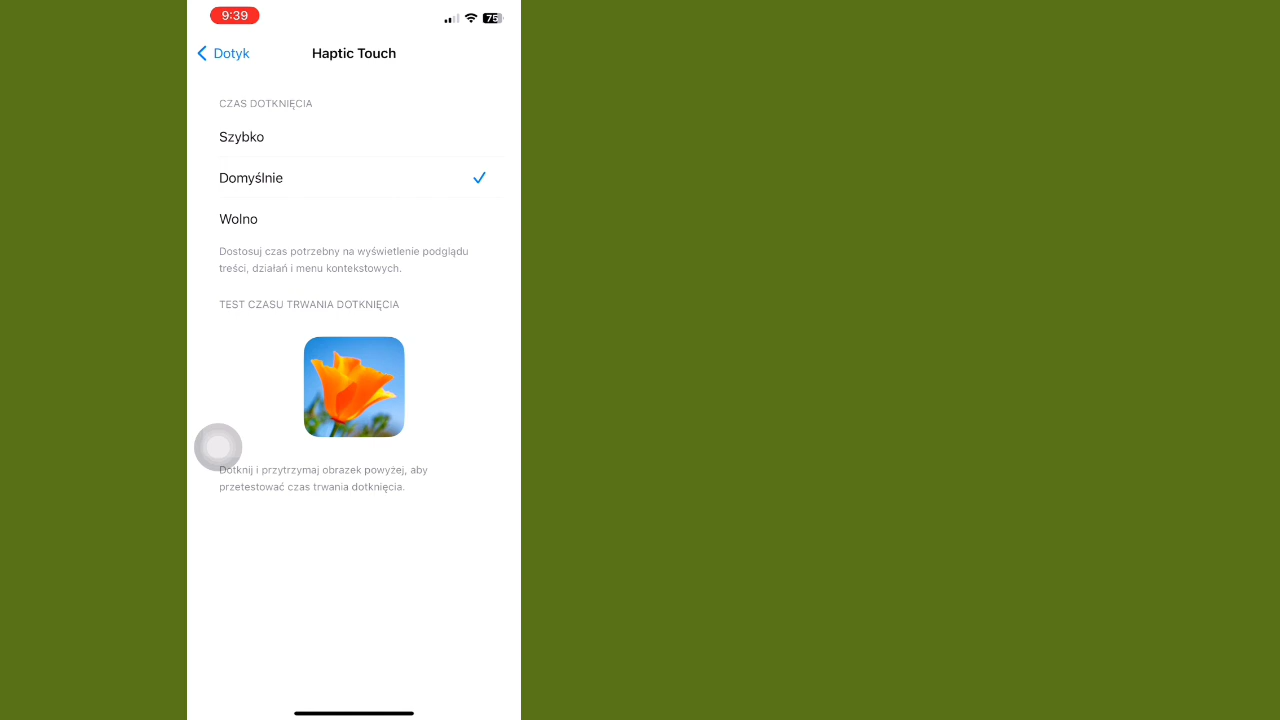 9:39
75
Dotyk
Haptic Touch
CZAS DOTKNIĘCIA
Szybko
Domyślnie
Wolno
Dostosuj czas potrzebny na wyświetlenie podglądu
treści, działań i menu kontekstowych.
TEST CZASU TRWANIA DOTKNIĘCIA
Dotknij i przytrzymaj obrazek powyżej, aby
przetestować czas trwania dotknięcia.